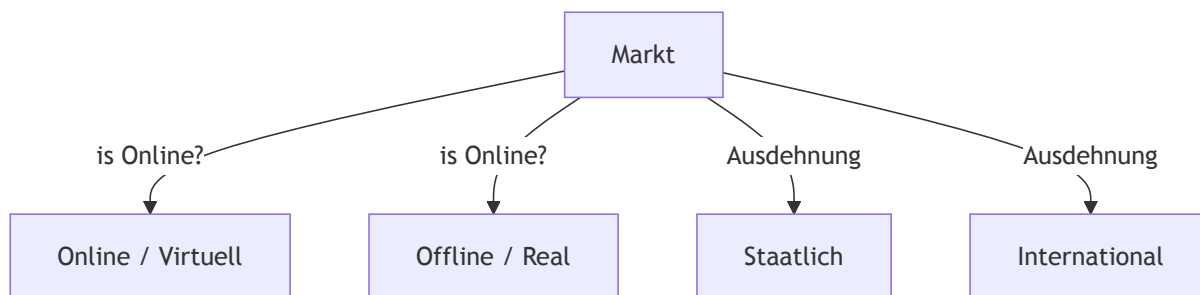 Markt
is Online?
is Online?
Ausdehnung
Ausdehnung
Online / Virtuell
Offline / Real
Staatlich
International